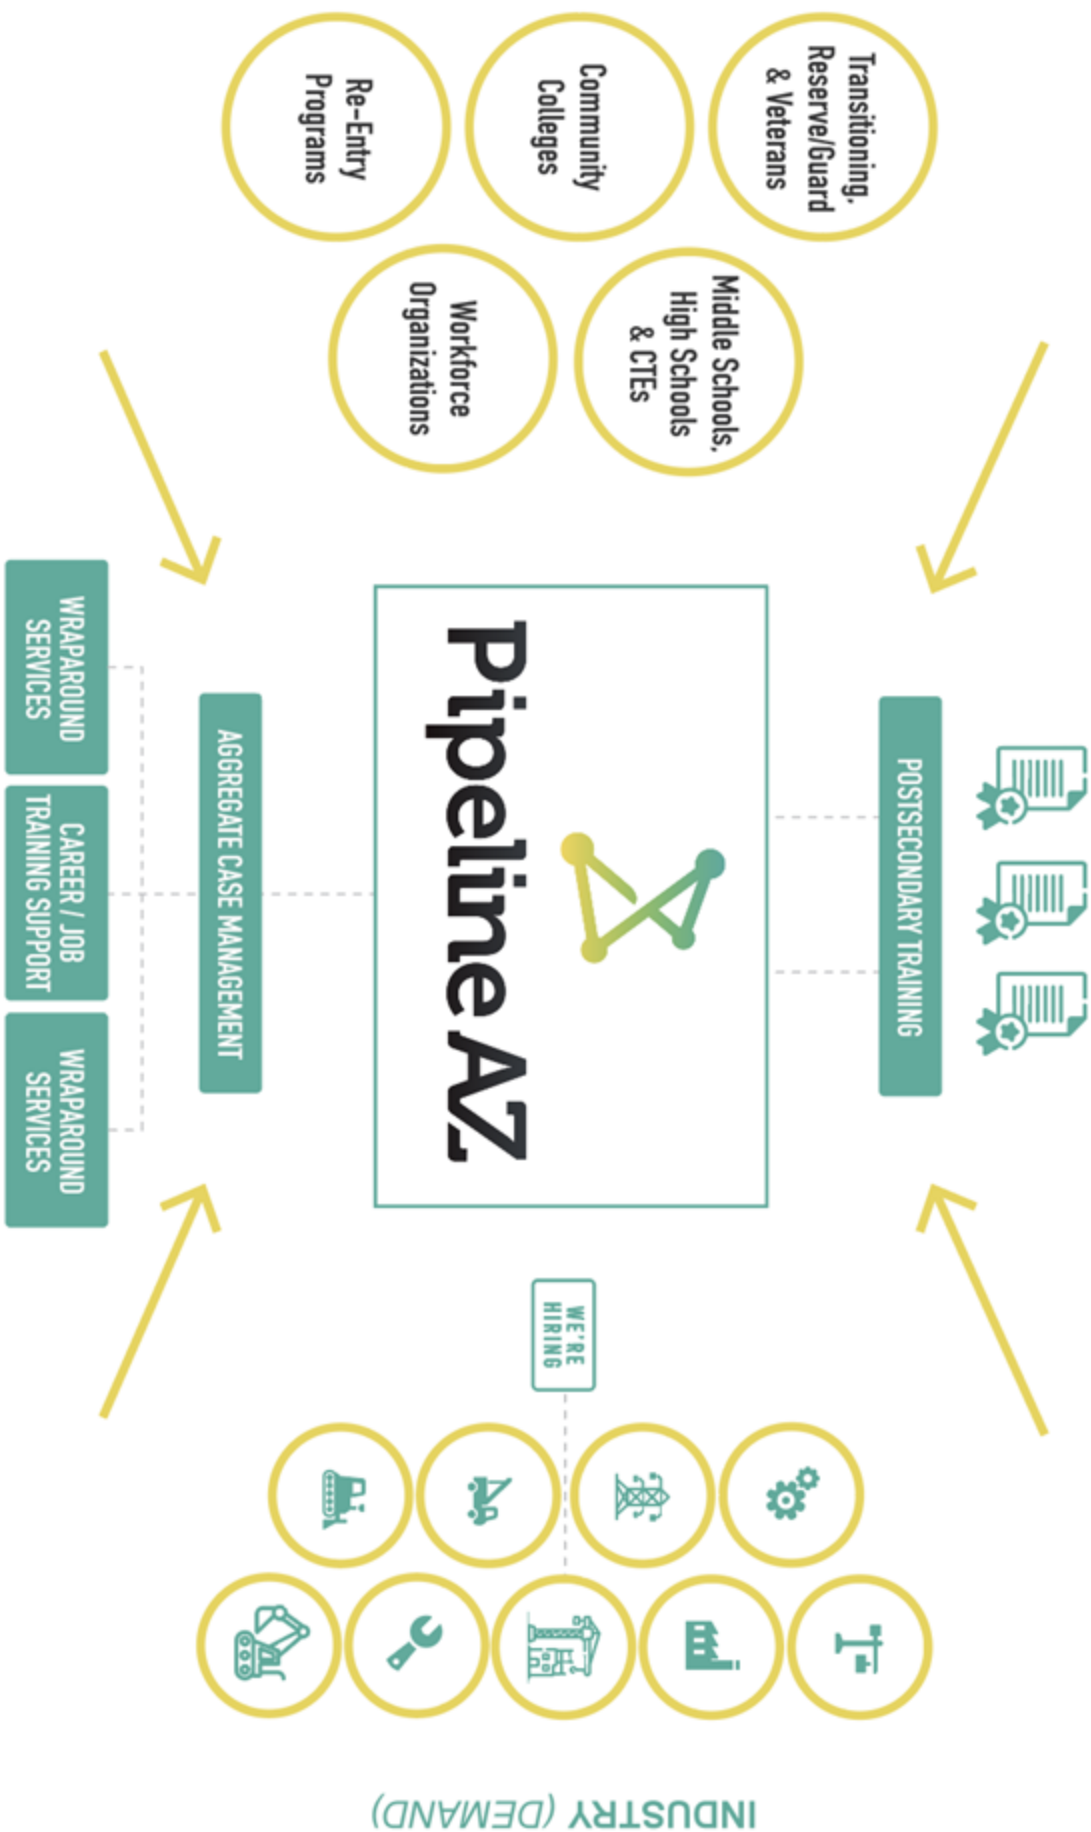 Transitioning,
Reserve/Guard
& Veterans
Community
Colleges
Re-Entry
Programs
Middle Schools,
High Schools
& CTEs
Workforce
Organizations
POSTSECONDARY TRAINING
Pipeline AZ
AGGREGATE CASE MANAGEMENT
WRAPAROUND
SERVICES
CAREER / JOB
TRAINING SUPPORT
WRAPAROUND
SERVICES
WE'RE
HIRING
INDUSTRY (DEMAND)